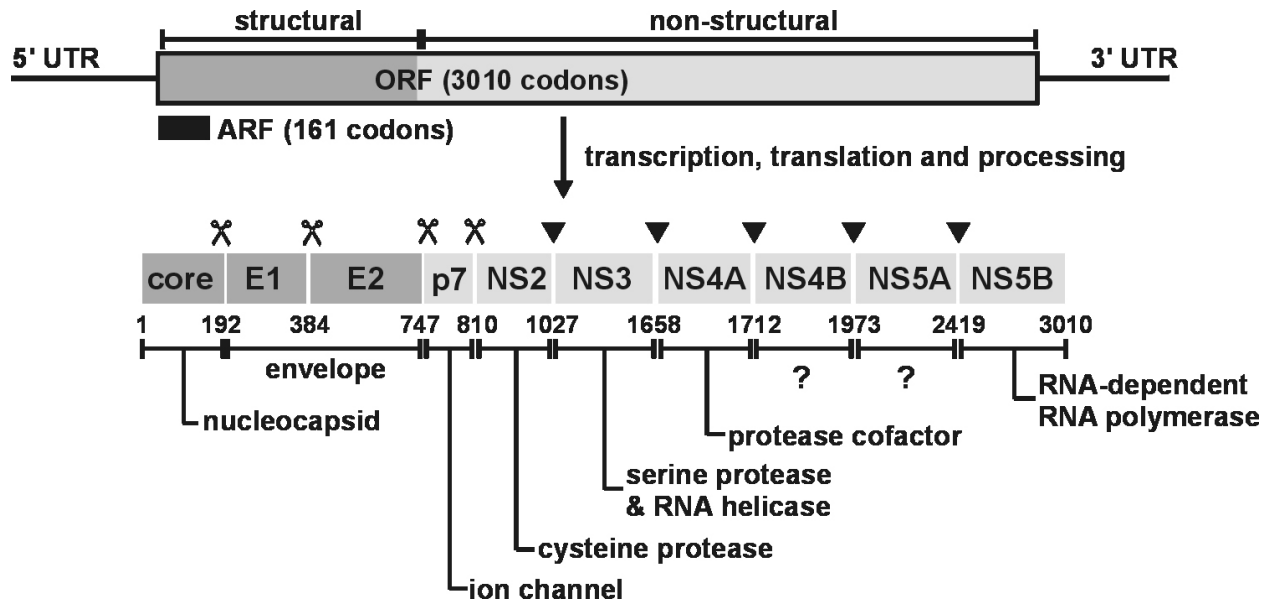 structural non-structural
5' UTR 3' UTR
ORF (3010 codons)
ARF (161 codons)
transcription, translation and processing
core E1 E2 p7 NS2 NS3 NS4A NS4B NS5A NS5B
1 192 384 747 810 1027 1658 1712 1973 2419 3010
envelope ? ?
nucleocapsid
RNA-dependent
RNA polymerase
protease cofactor
serine protease
& RNA helicase
cysteine protease
ion channel